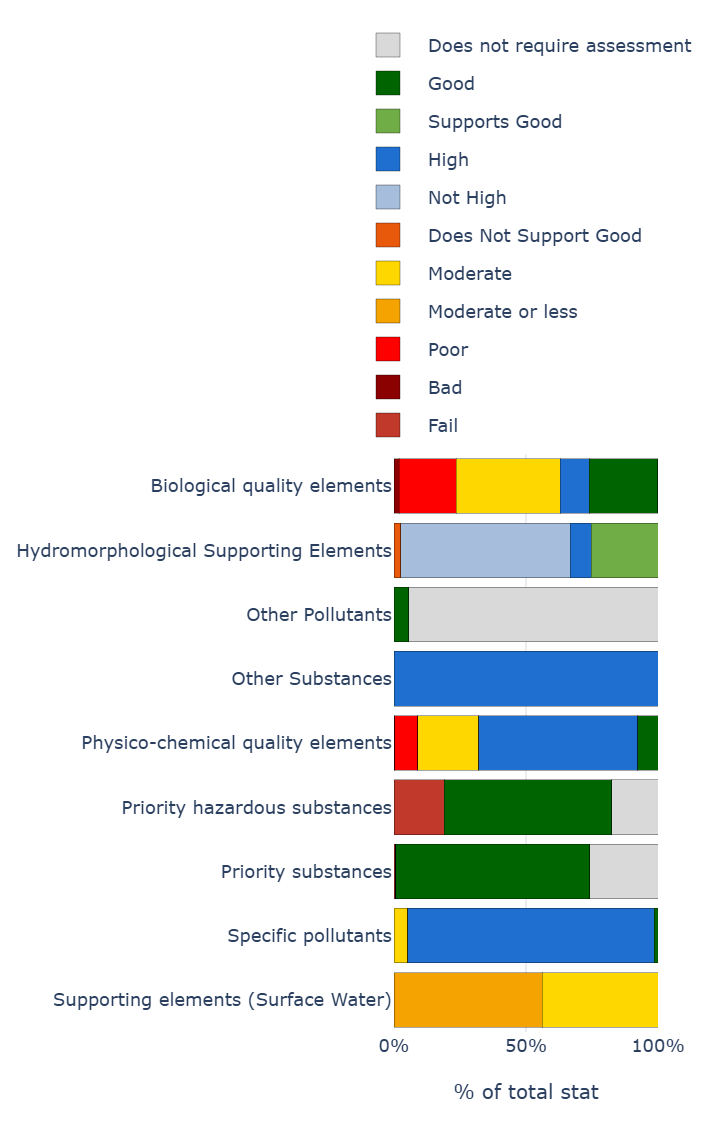 Does not require assessment
Good
Supports Good
High
Not High
Does Not Support Good
Moderate
Moderate or less
Poor
Bad
Fail
Biological quality elements
Hydromorphological Supporting Elements
Other Pollutants
Other Substances
Physico-chemical quality elements
Priority hazardous substances
Priority substances
Specific pollutants
Supporting elements (Surface Water)
0% 50% 100%
% of total stat